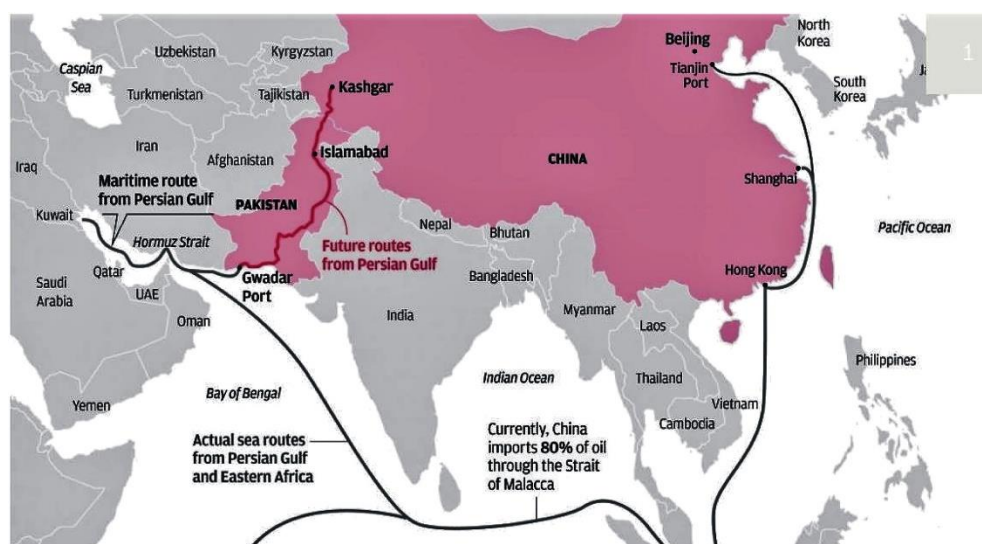 North
Korea
1
Beijing
Uzbekistan
Kyrgyzstan
Caspian
Sea
Tianjin
Port
Turkmenistan
Tajikistan
Kashgar
South
Korea
Iran
Afghanistan
Islamabad
CHINA
Iraq
Maritime route
from Persian Gulf
PAKISTAN
Shanghai
Kuwait
Nepal
Bhutan
Pacific Ocean
Hormuz Strait
Future routes
from Persian Gulf
Qatar
Gwadar
Port
Bangladesh
Hong Kong
Saudi
Arabia
UAE
Oman
India
Myanmar
Laos
Philippines
Yemen
Bay of Bengal
Indian Ocean
Thailand
Vietnam
Cambodia
Actual sea routes
from Persian Gulf
and Eastern Africa
Currently, China
imports 80% of oil
through the Strait
of Malacca